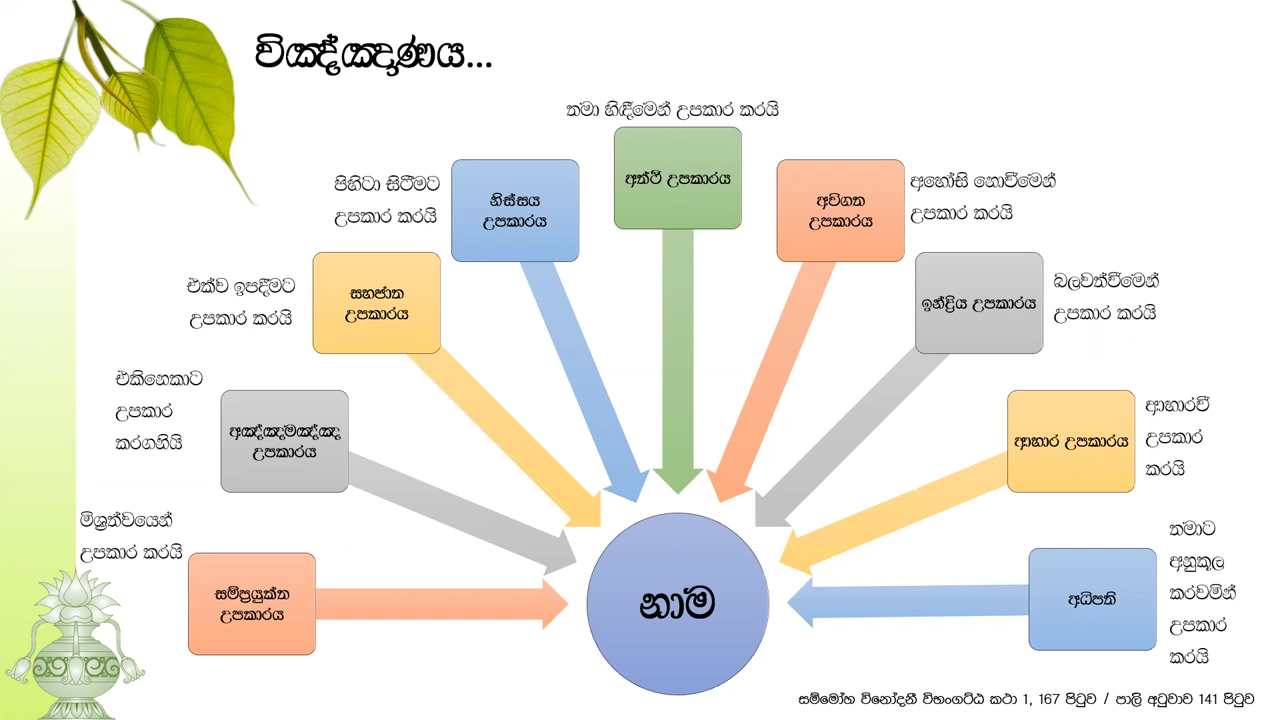 විඤ්ඤාණය...
තමා හිඳීමෙන් උපකාර කරයි
අත්ථි උපකාරය
පිහිටා සිටීමට
උපකාර කරයි
නිස්සය
උපකාරය
අවිගත
උපකාරය
අහෝසි නොවීමෙන්
උපකාර කරයි
එක්ව ඉපදීමට
උපකාර කරයි
සහජාත
උපකාරය
ඉන්ද්‍රිය උපකාරය
බලවත්වීමෙන්
උපකාර කරයි
එකිනෙකාට
උපකාර
කරගනියි
අඤ්ඤමඤ්ඤ
උපකාරය
ආහාර උපකාරය
ආහාරවී
උපකාර
කරයි
මිශ්‍රත්වයෙන්
උපකාර කරයි
සම්ප්‍රයුක්ත
උපකාරය
නාම
අධිපති
තමාට
අනුකූල
කරවමින්
උපකාර
කරයි
සම්මෝහ විනෝදනී විභංගට්ඨ කථා 1, 167 පිටුව / පාලි අටුවාව 141 පිටුව